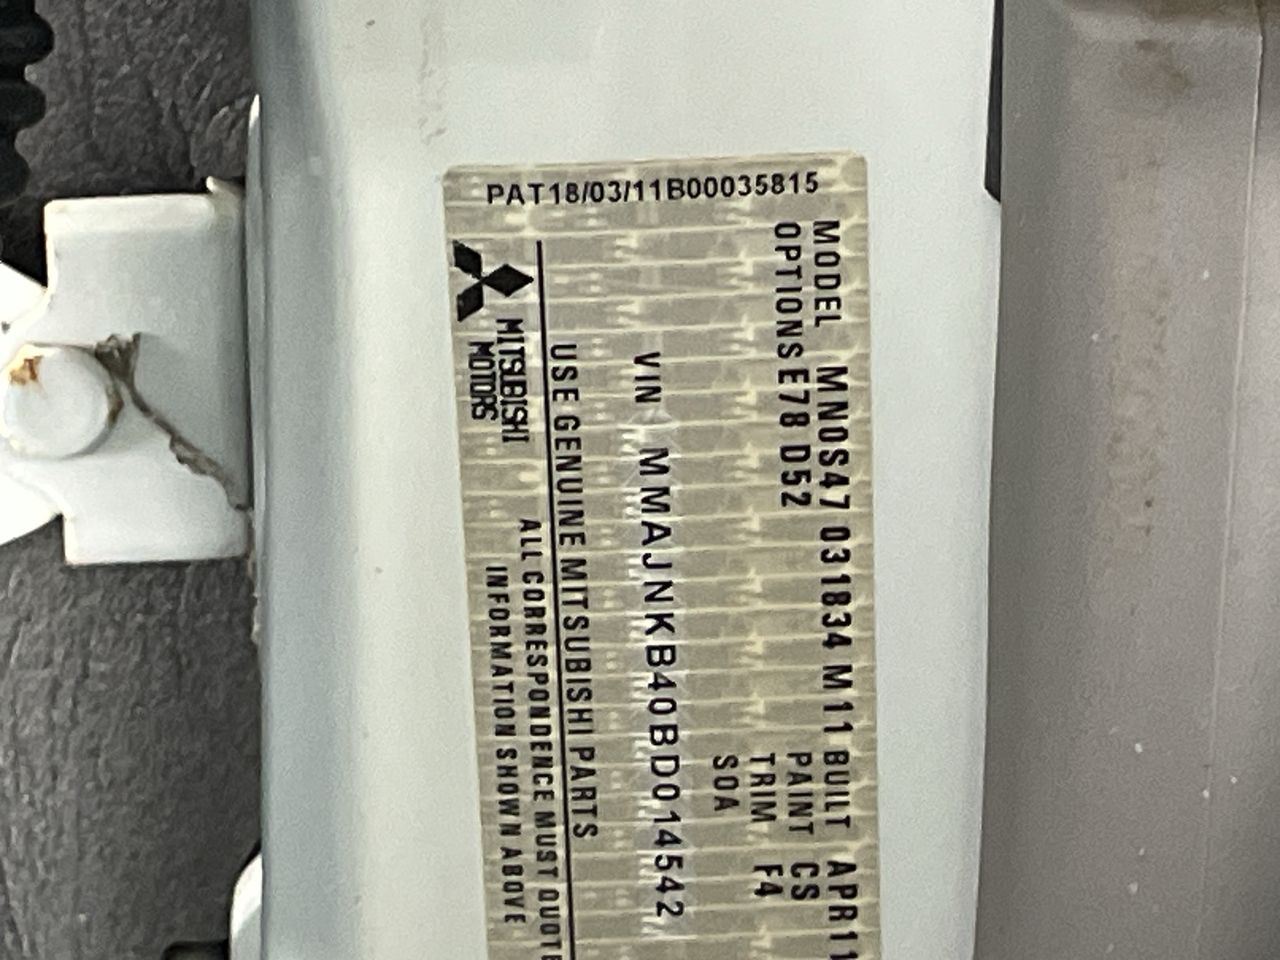 PAT18/03/11B00035815
MODEL MN0S47 031834 M11 BUILT APR11
OPTIONS E78 D52 PAINT CS
TRIM F4
SOA
VIN MMAJNKB40BD014542
USE GENUINE MITSUBISHI PARTS
MITSUBISHI
MOTORS
ALL CORRESPONDENCE MUST QUOTE
INFORMATION SHOWN ABOVE